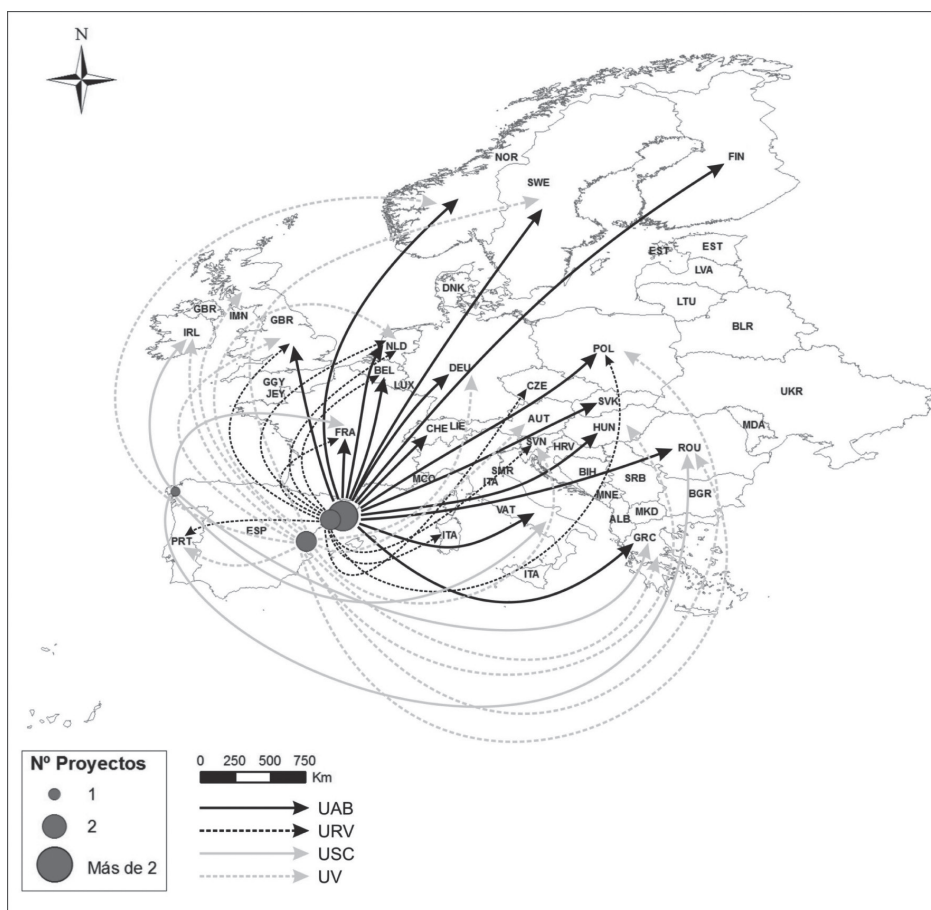 N
NOR
FIN
SWE
EST
EST
LVA
DNK
LTU
GBR
IMN
GBR
IRL
BLR
NLD
POL
BEL
DEU
GGY
JEY
LUX
CZE
UKR
SVK
FRA
CHE
LIE
AUT
HUN
MDA
SVN
HRV
ROU
MCO
SMR
ITA
BIH
SRB
MNE
BGR
VAT
ALB
MKD
PRT
ESP
ITA
GRC
ITA
Nº Proyectos
1
2
Más de 2
0 250 500 750
Km
UAB
URV
USC
UV